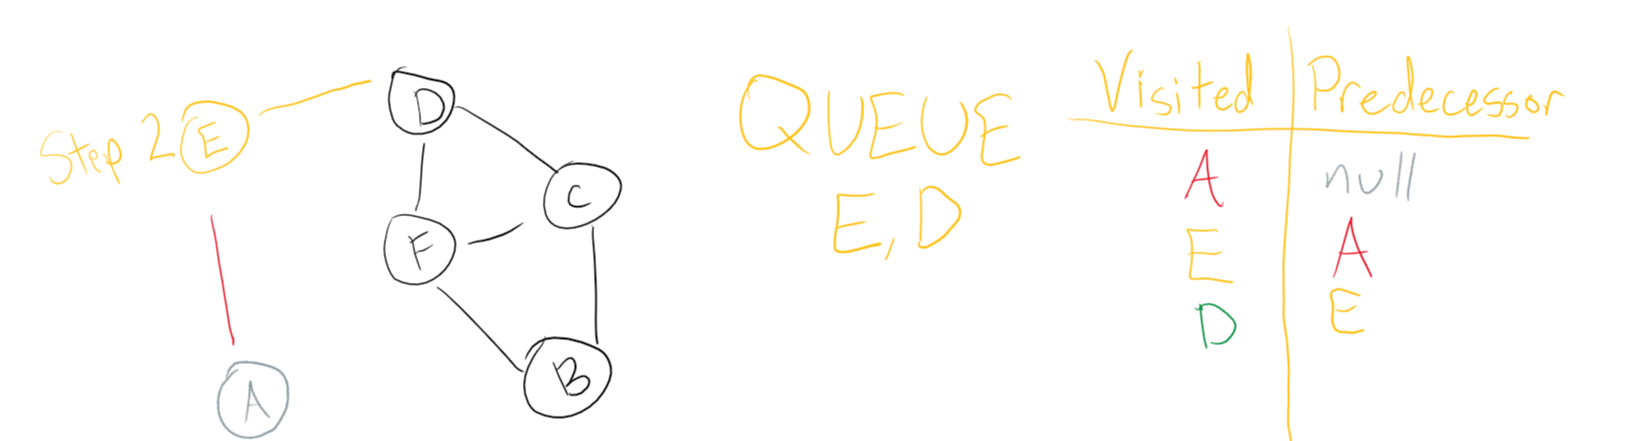 Step 2 E
D
C
F
B
A
QUEUE
E, D
Visited Predecessor
A null
E A
D E